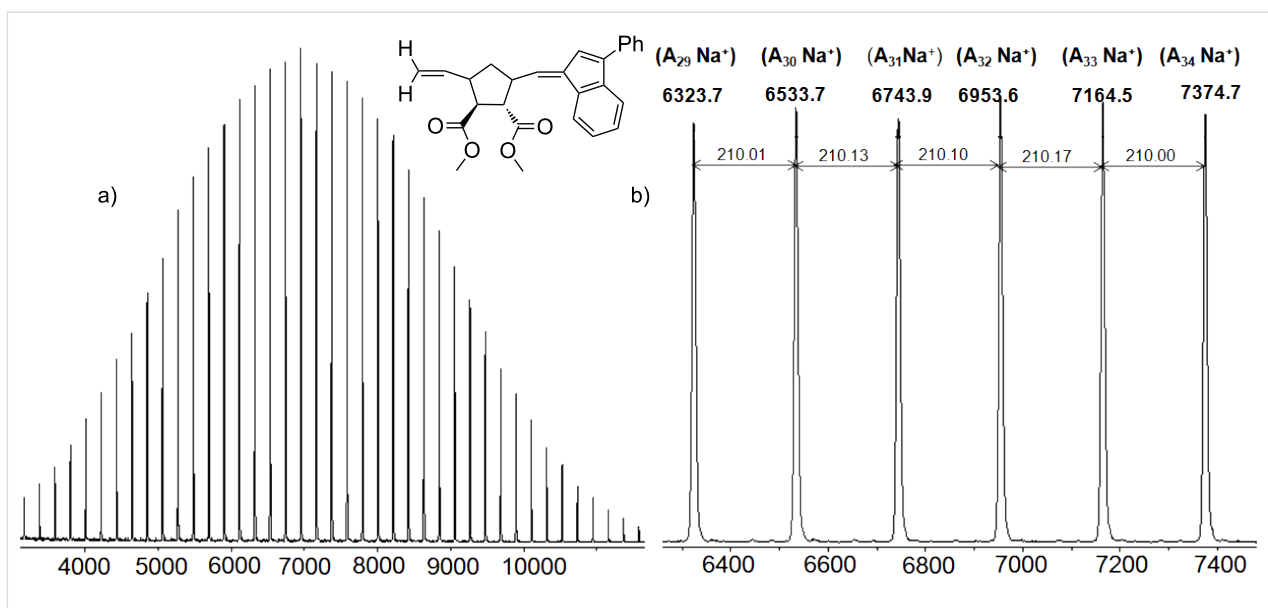 H
H
Ph
O
O
O
O
a)
4000 5000 6000 7000 8000 9000 10000
b)
(A29 Na+) (A30 Na+) (A31Na+) (A32 Na+) (A33 Na+) (A34 Na+)
6323.7 6533.7 6743.9 6953.6 7164.5 7374.7
210.01 210.13 210.10 210.17 210.00
6400 6600 6800 7000 7200 7400